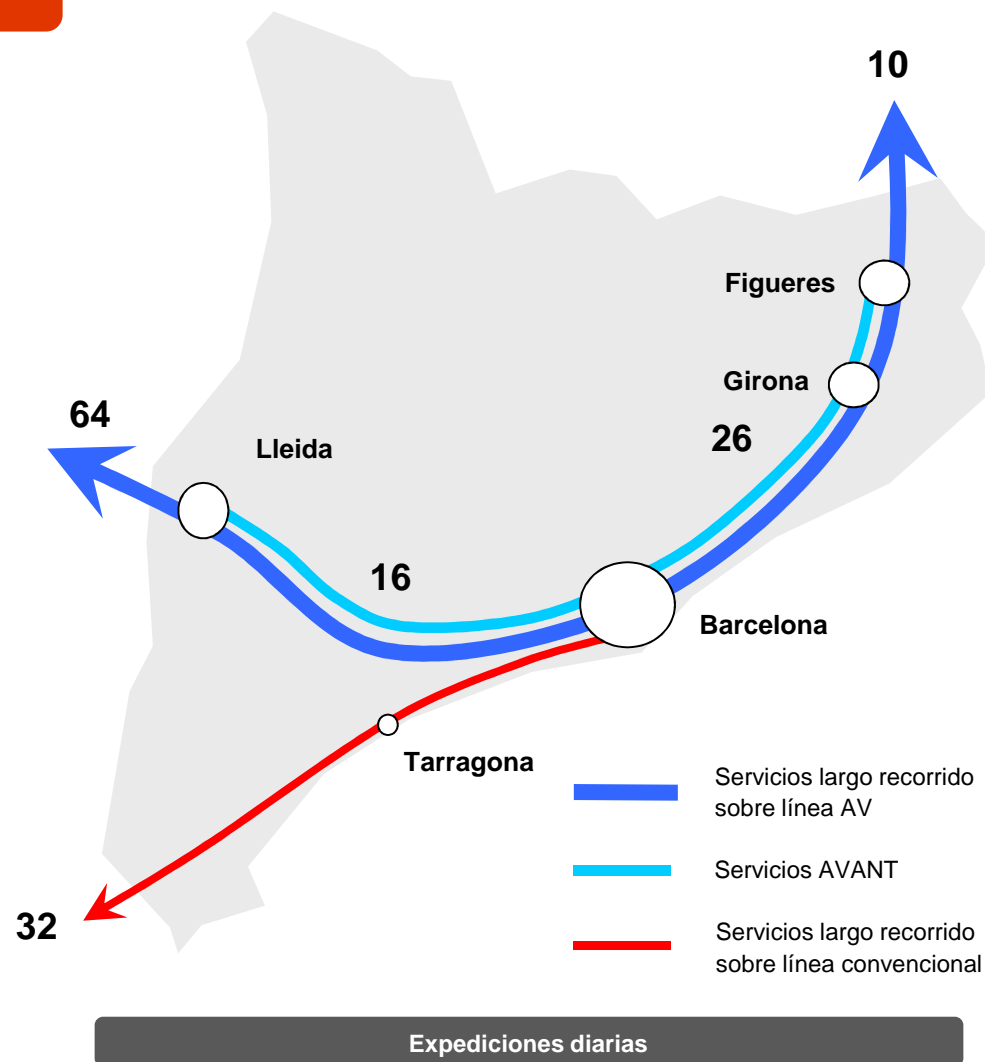 10
Figueres
Girona
64
26
Lleida
16
Barcelona
Tarragona
Servicios largo recorrido
sobre línea AV
Servicios AVANT
32
Servicios largo recorrido
sobre línea convencional
Expediciones diarias